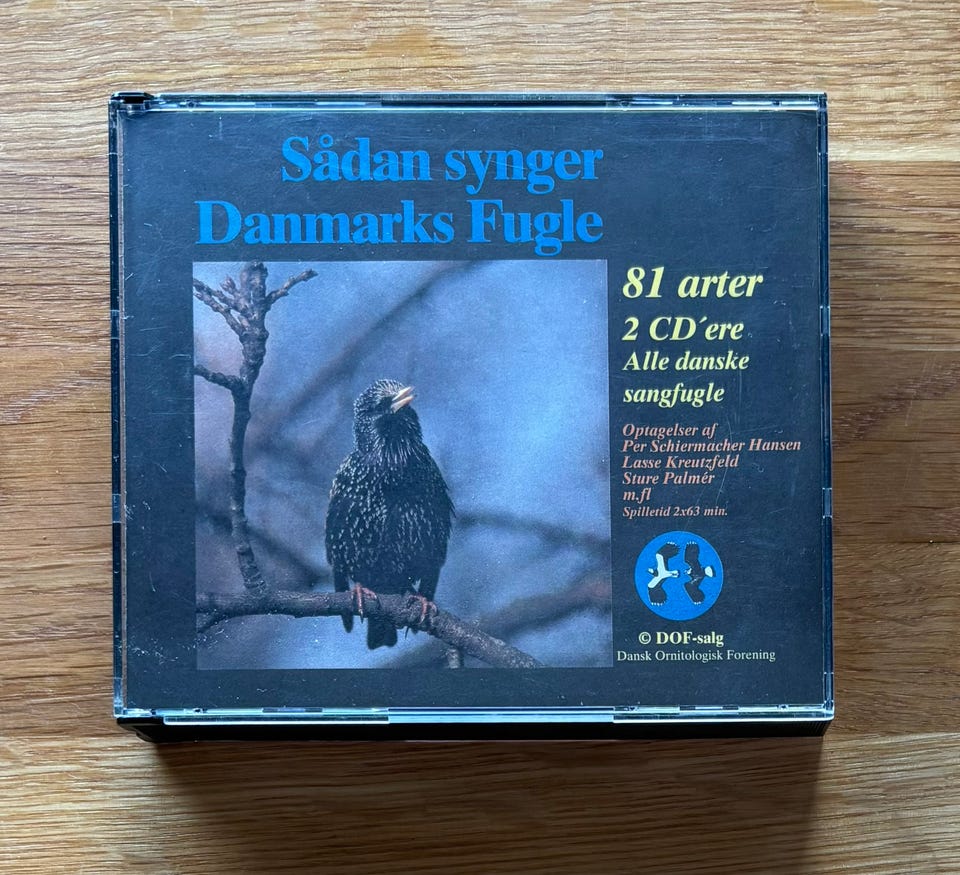 Sådan synger
Danmarks Fugle
81 arter
2 CD´ere
Alle danske
sangfugle
Optagelser af
Per Schiermacher Hansen
Lasse Kreutzfeld
Sture Palmér
m.fl
Spilletid 2x63 min.
© DOF-salg
Dansk Ornitologisk Forening